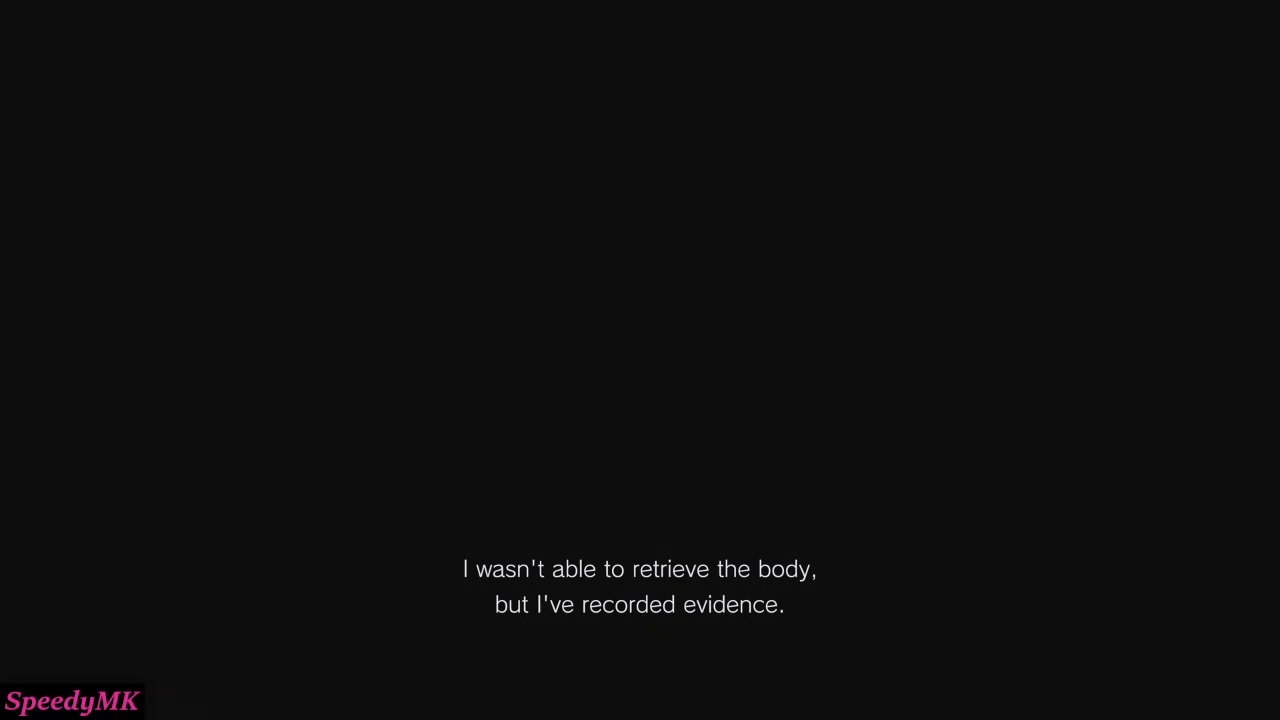 I wasn't able to retrieve the body,
but I've recorded evidence.
SpeedyMK